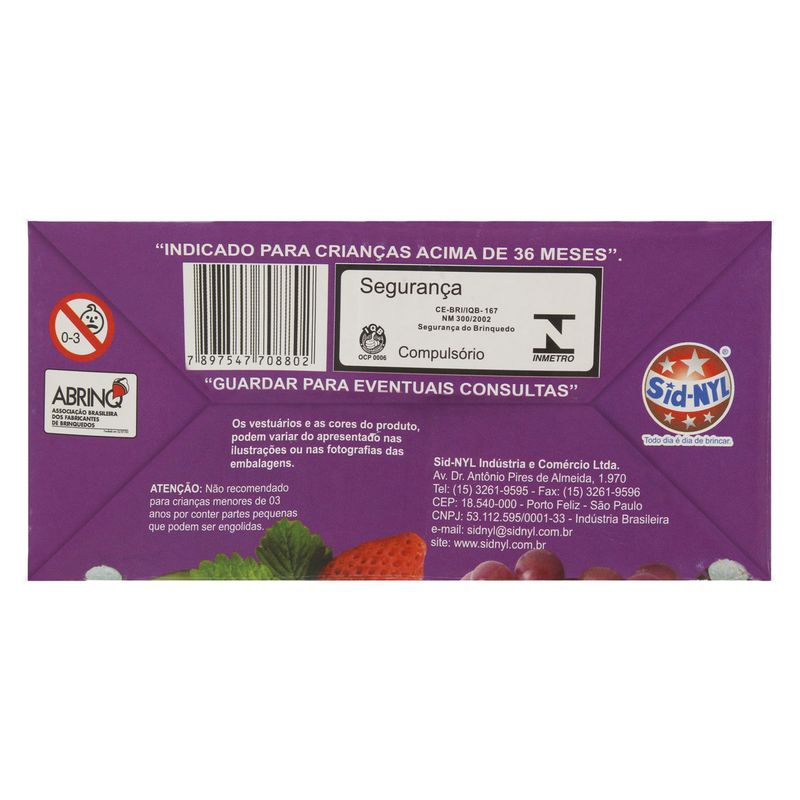 “INDICADO PARA CRIANÇAS ACIMA DE 36 MESES”.
7 897547 708802
Segurança
CE-BRI/IQB- 167
NM 300/2002
Segurança do Brinquedo
IQB
OCP 0006
Compulsório
INMETRO
“GUARDAR PARA EVENTUAIS CONSULTAS”
0-3
ABRINQ
ASSOCIAÇÃO BRASILEIRA
DOS FABRICANTES
DE BRINQUEDOS
Sid-NYL
®
Todo dia é dia de brincar.
Os vestuários e as cores do produto,
podem variar do apresentado nas
ilustrações ou nas fotografias das
embalagens.
ATENÇÃO: Não recomendado
para crianças menores de 03
anos por conter partes pequenas
que podem ser engolidas.
Sid-NYL Indústria e Comércio Ltda.
Av. Dr. Antônio Pires de Almeida, 1.970
Tel: (15) 3261-9595 - Fax: (15) 3261-9596
CEP: 18.540-000 - Porto Feliz - São Paulo
CNPJ: 53.112.595/0001-33 - Indústria Brasileira
e-mail: sidnyl@sidnyl.com.br
site: www.sidnyl.com.br